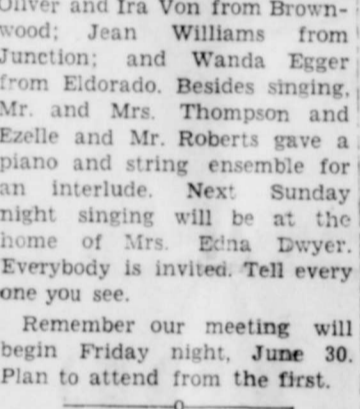 Oliver and Ira Von from Brown-
wood; Jean Williams from
Junction; and Wanda Egger
from Eldorado. Besides singing,
Mr. and Mrs. Thompson and
Ezelle and Mr. Roberts gave a
piano and string ensemble for
an interlude. Next Sunday
night singing will be at the
home of Mrs. Edna Dwyer.
Everybody is invited. Tell every
one you see.
Remember our meeting will
begin Friday night, June 30.
Plan to attend from the first.